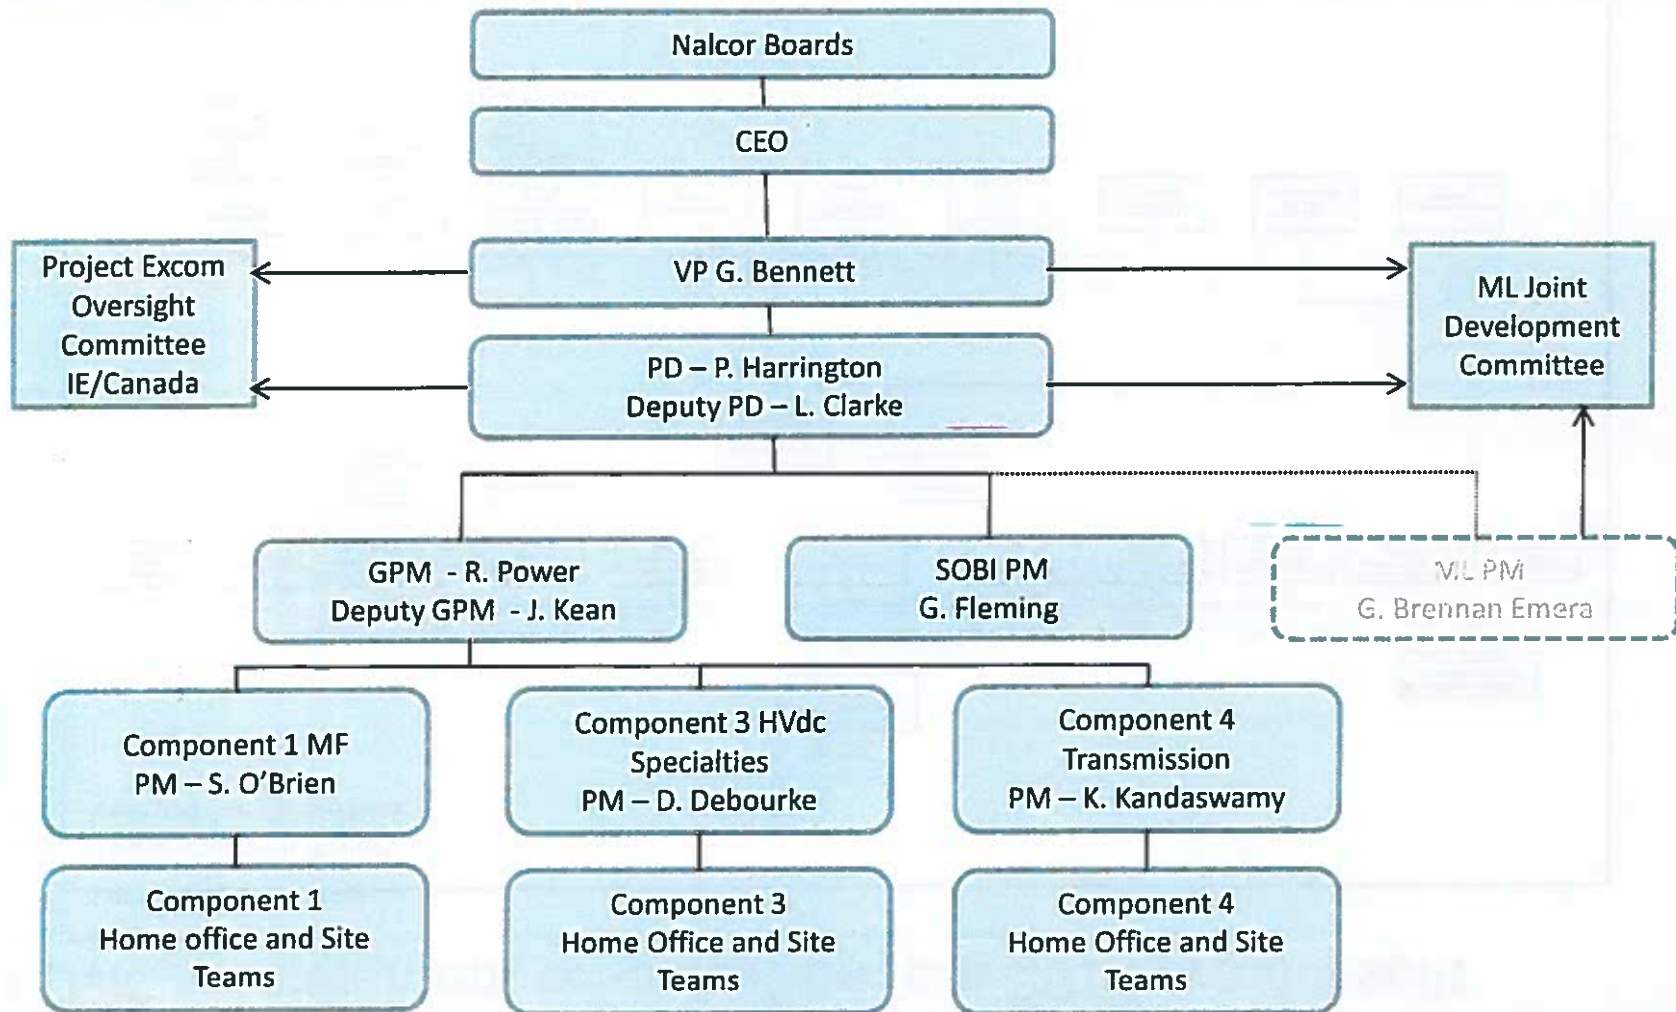 Nalcor Boards
CEO
Project Excom
Oversight
Committee
IE/Canada
VP G. Bennett
ML Joint
Development
Committee
PD – P. Harrington
Deputy PD – L. Clarke
GPM - R. Power
Deputy GPM - J. Kean
SOBI PM
G. Fleming
ML PM
G. Brennan Emera
Component 1 MF
PM – S. O’Brien
Component 3 HVdc
Specialties
PM – D. Debourke
Component 4
Transmission
PM – K. Kandaswamy
Component 1
Home office and Site
Teams
Component 3
Home Office and Site
Teams
Component 4
Home Office and Site
Teams